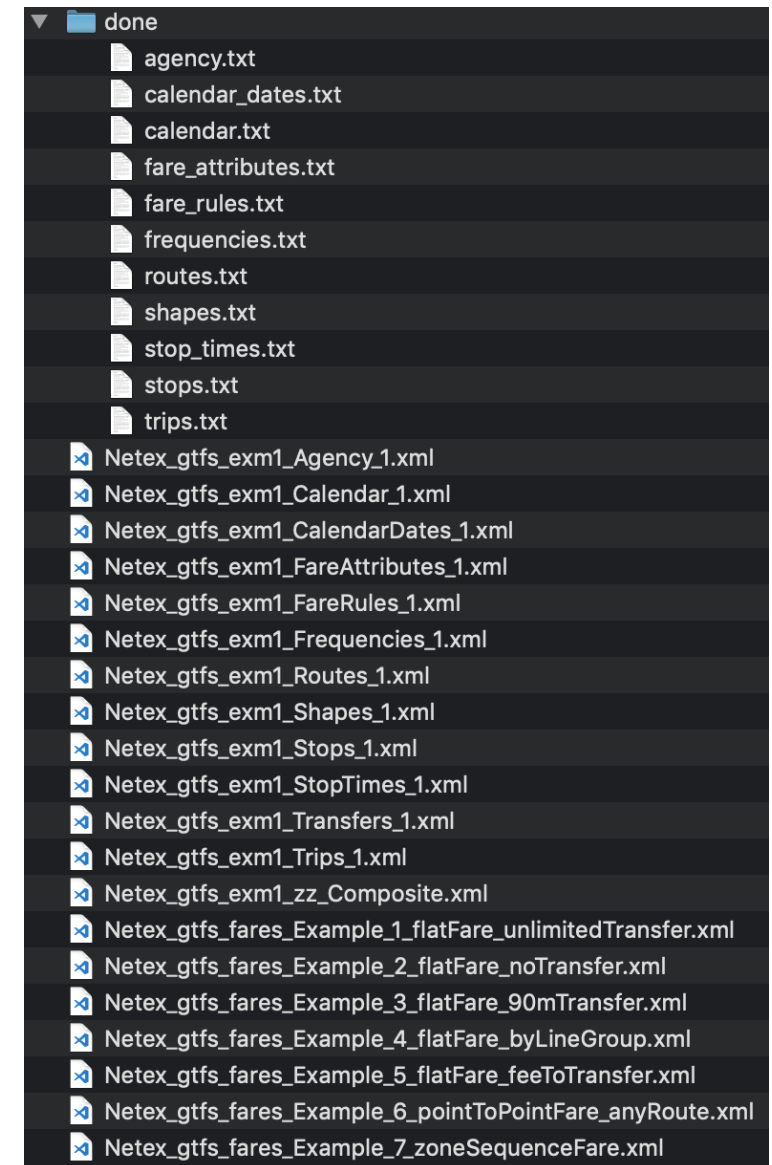 done
agency.txt
calendar_dates.txt
calendar.txt
fare_attributes.txt
fare_rules.txt
frequencies.txt
routes.txt
shapes.txt
stop_times.txt
stops.txt
trips.txt
Netex_gtfs_exm1_Agency_1.xml
Netex_gtfs_exm1_Calendar_1.xml
Netex_gtfs_exm1_CalendarDates_1.xml
Netex_gtfs_exm1_FareAttributes_1.xml
Netex_gtfs_exm1_FareRules_1.xml
Netex_gtfs_exm1_Frequencies_1.xml
Netex_gtfs_exm1_Routes_1.xml
Netex_gtfs_exm1_Shapes_1.xml
Netex_gtfs_exm1_Stops_1.xml
Netex_gtfs_exm1_StopTimes_1.xml
Netex_gtfs_exm1_Transfers_1.xml
Netex_gtfs_exm1_Trips_1.xml
Netex_gtfs_exm1_zz_Composite.xml
Netex_gtfs_fares_Example_1_flatFare_unlimitedTransfer.xml
Netex_gtfs_fares_Example_2_flatFare_noTransfer.xml
Netex_gtfs_fares_Example_3_flatFare_90mTransfer.xml
Netex_gtfs_fares_Example_4_flatFare_byLineGroup.xml
Netex_gtfs_fares_Example_5_flatFare_feeToTransfer.xml
Netex_gtfs_fares_Example_6_pointToPointFare_anyRoute.xml
Netex_gtfs_fares_Example_7_zoneSequenceFare.xml